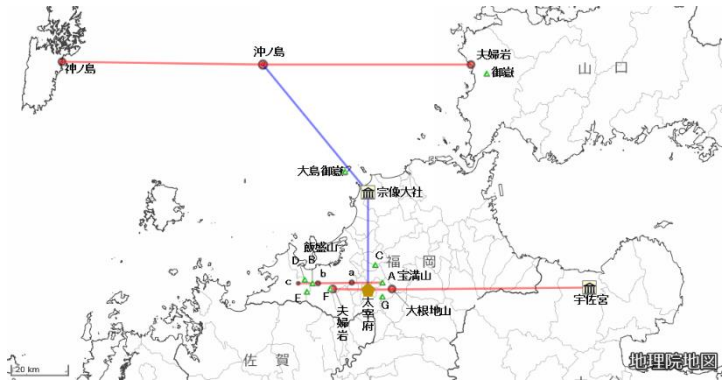 神ノ島
沖ノ島
夫婦岩
御嶽
山口
大島御嶽
宗像大社
飯盛山
福岡
D
B
C
c
b
a
A宝満山
E
F
G
夫婦岩
太宰府
大根地山
宇佐宮
佐賀
20 km
地理院地図